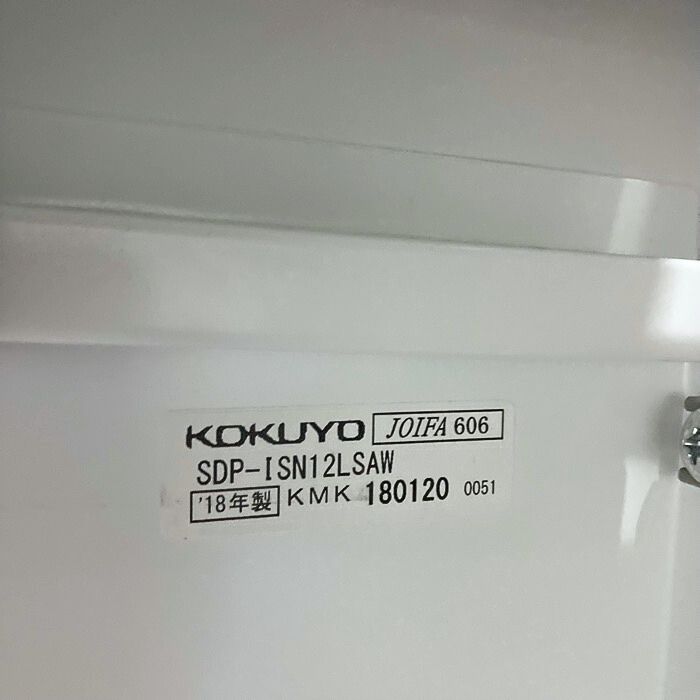 KOKUYO JOIFA 606
SDP-ISN12LSAW
'18年製 KMK 180120 0051